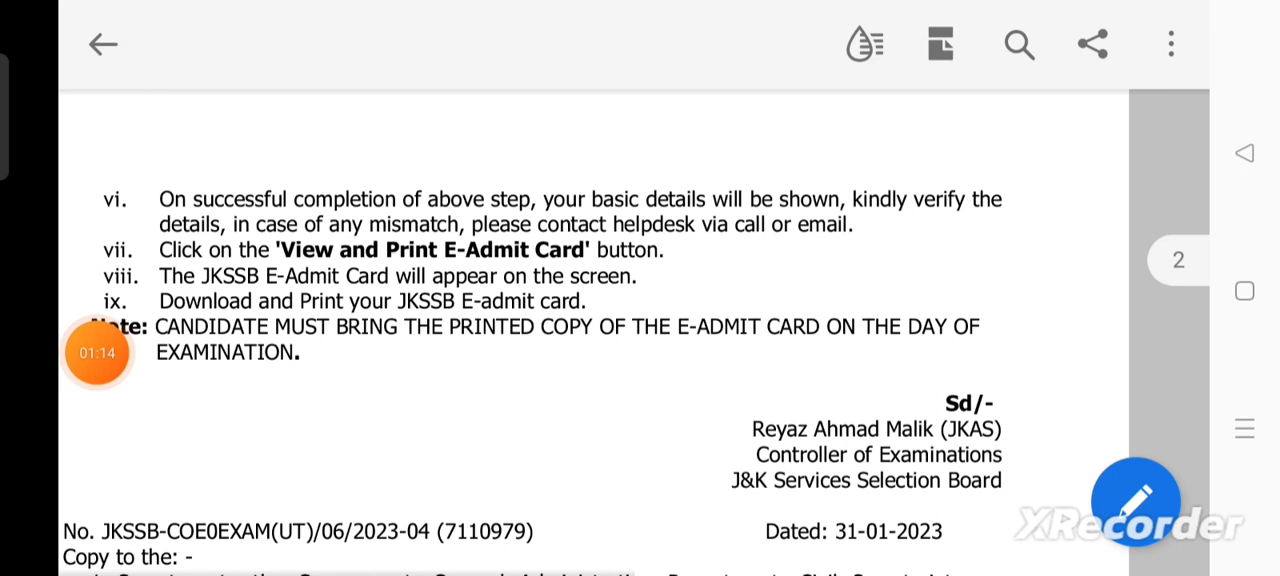 vi. On successful completion of above step, your basic details will be shown, kindly verify the
details, in case of any mismatch, please contact helpdesk via call or email.
vii. Click on the 'View and Print E-Admit Card' button.
viii. The JKSSB E-Admit Card will appear on the screen.
ix. Download and Print your JKSSB E-admit card.
Note: CANDIDATE MUST BRING THE PRINTED COPY OF THE E-ADMIT CARD ON THE DAY OF
EXAMINATION.
01:14
2
Sd/-
Reyaz Ahmad Malik (JKAS)
Controller of Examinations
J&K Services Selection Board
XRecorder
No. JKSSB-COE0EXAM(UT)/06/2023-04 (7110979) Dated: 31-01-2023
Copy to the: -